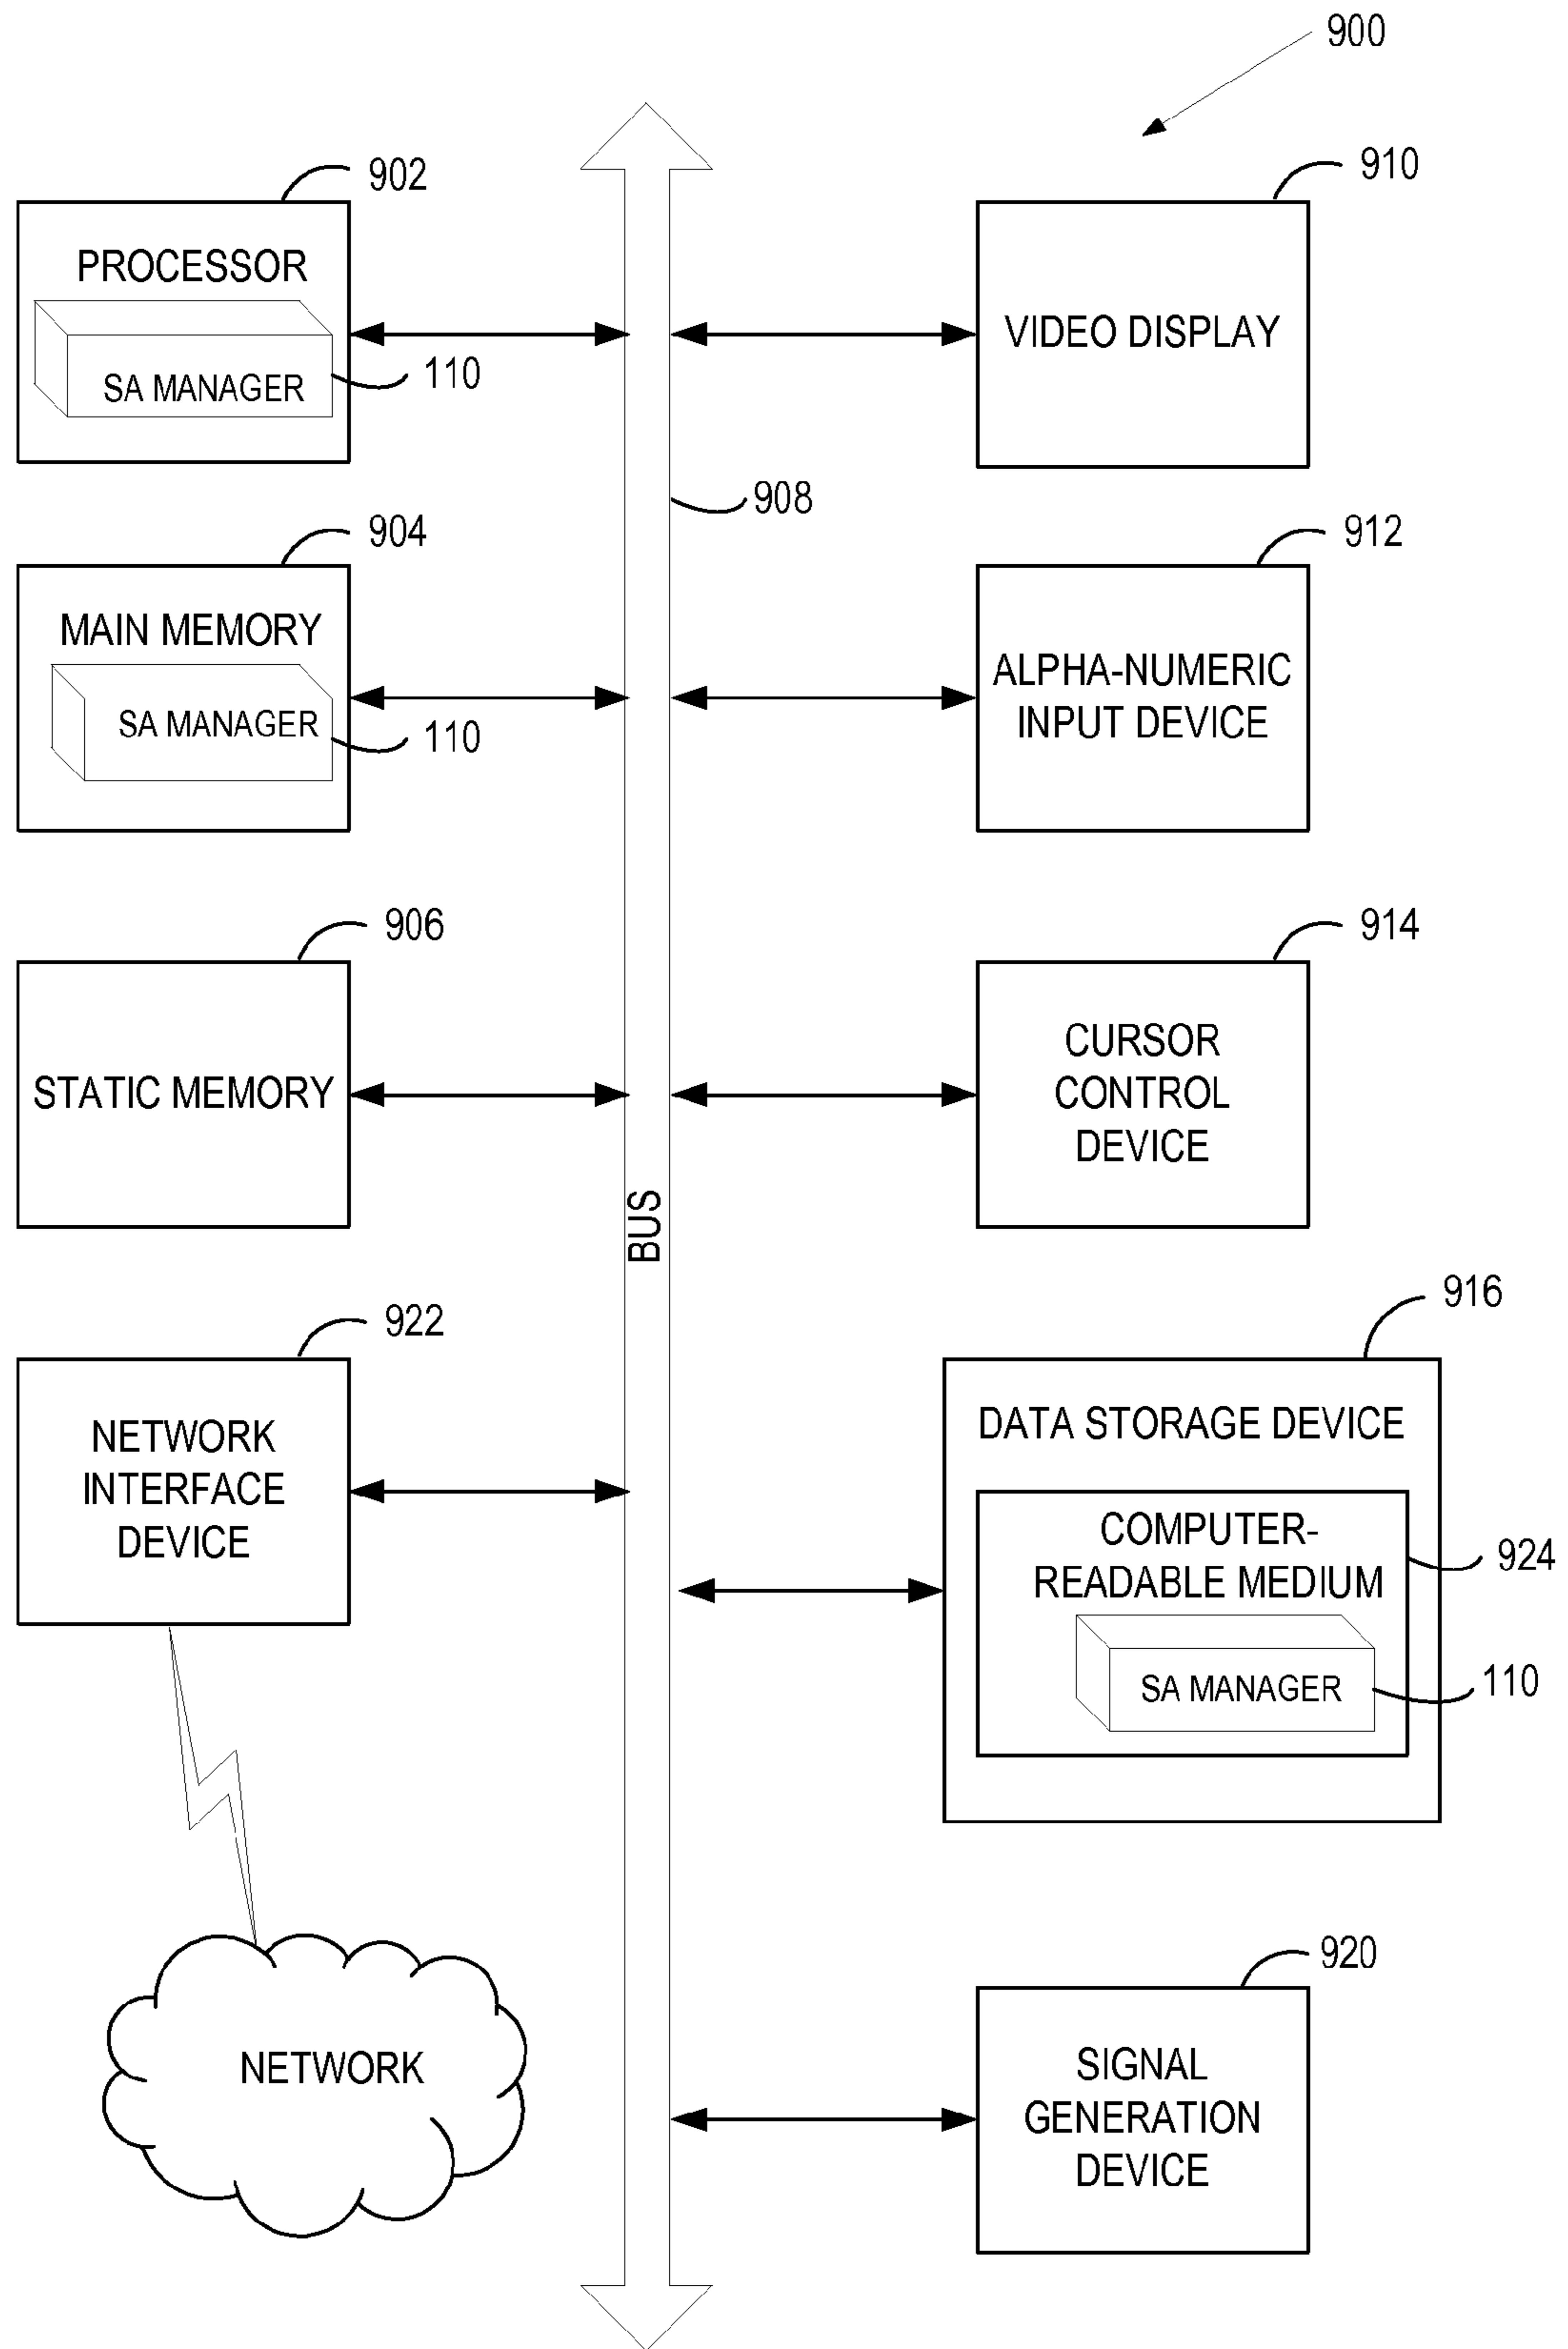 900
902
PROCESSOR
SA MANAGER
110
910
VIDEO DISPLAY
908
904
MAIN MEMORY
SA MANAGER
110
912
ALPHA-NUMERIC
INPUT DEVICE
906
STATIC MEMORY
914
CURSOR
CONTROL
DEVICE
BUS
922
NETWORK
INTERFACE
DEVICE
916
DATA STORAGE DEVICE
COMPUTER-
READABLE MEDIUM
924
SA MANAGER
110
NETWORK
920
SIGNAL
GENERATION
DEVICE